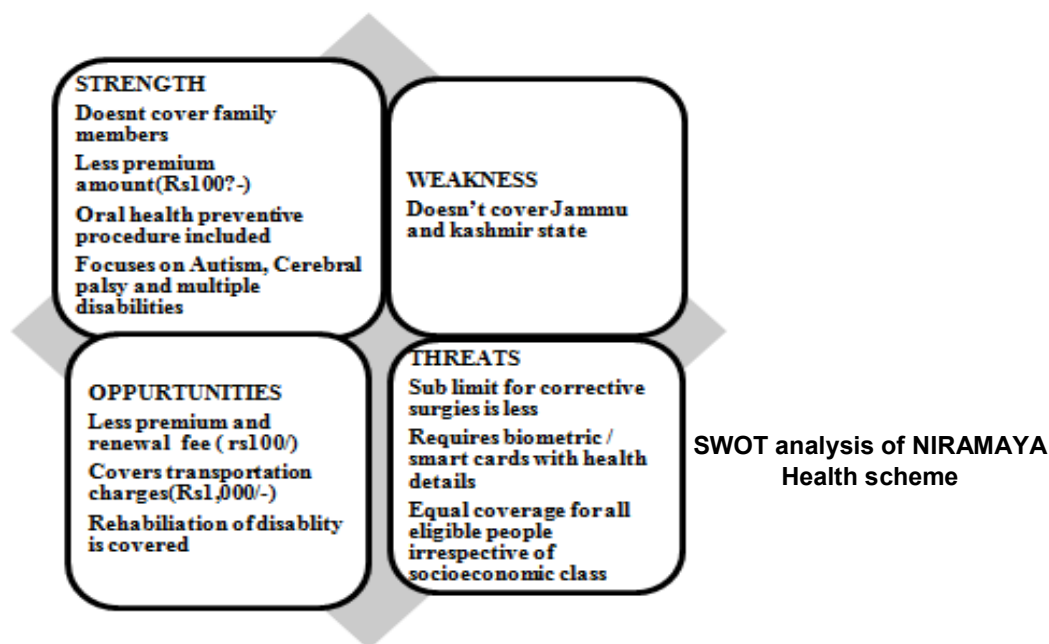 STRENGTH
Doesnt cover family
members
Less premium
amount(Rs100?-)
Oral health preventive
procedure included
Focuses on Autism, Cerebral
palsy and multiple
disabilities
WEAKNESS
Doesn't cover Jammu
and kashmir state
OPPURTUNITIES
Less premium and
renewal fee ( rs100/)
Covers transportation
charges(Rs1,000/-)
Rehabiliation of disablity
is covered
THREATS
Sub limit for corrective
surgies is less
Requires biometric /
smart cards with health
details
Equal coverage for all
eligible people
irrespective of
socioeconomic class
SWOT analysis of NIRAMAYA
Health scheme